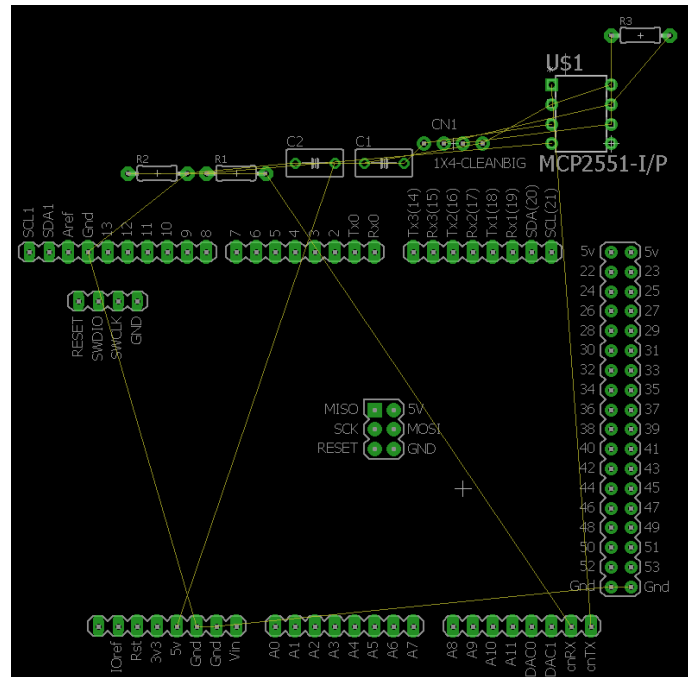 R3
U$1
CN1
C2 C1
R2 R1
1X4-CLEANBIG
MCP2551-I/P
SCL1 SDA1 Aref Gnd R13 12 11 10 9 8 7 6 5 4 3 2 Tx0 Rx0 Tx3(14) Rx3(15) Tx2(16) Rx2(17) Tx1(18) Rx1(19) SDA(20) SCL(21)
5v 5v
22 23
24 25
26 27
28 29
30 31
32 33
34 35
36 37
38 39
40 41
42 43
44 45
46 47
48 49
50 51
52 53
Gnd Gnd
RESET SWDIO SWCLK GND
MISO 5V
SCK MOSI
RESET GND
IOref Rst 3v3 5v Gnd Gnd Vin A0 A1 A2 A3 A4 A5 A6 A7 A8 A9 A10 A11 DAC0 DAC1 cnRX cnTX